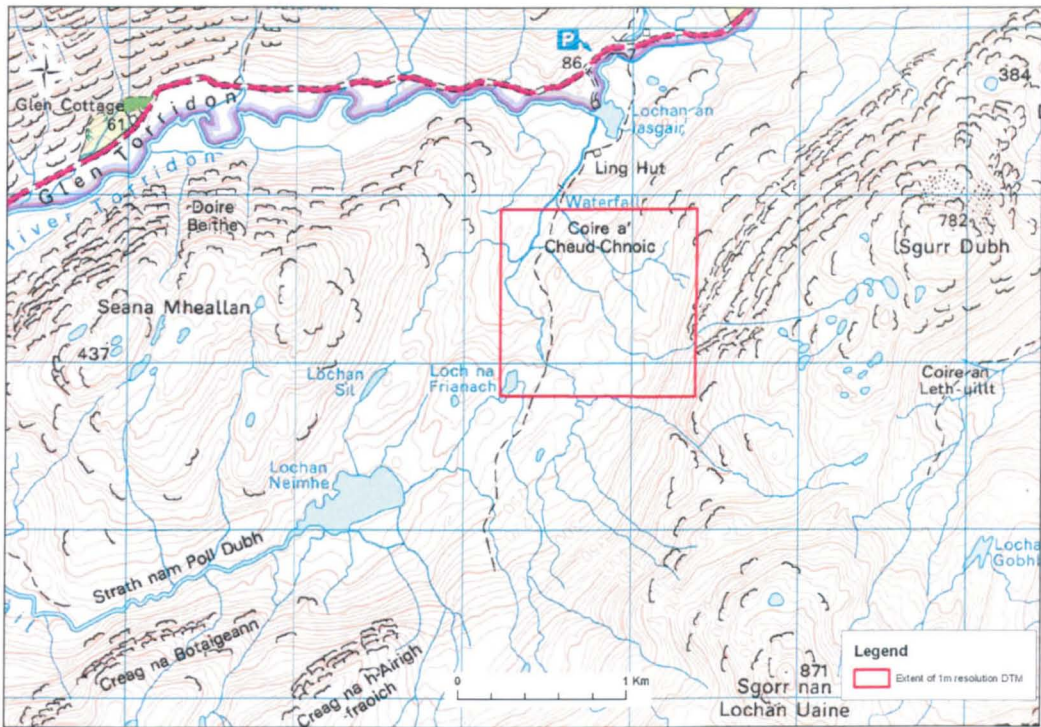 P
86
384
Glen Cottage
61
Glen Torridon
River Torridon
Lochan an
Iasgair
Ling Hut
Waterfall
Doire
Beithe
Coire a'
Cheud-Chnoic
782
Sgurr Dubh
Seana Mheallan
437
Lochan
Sil
Loch na
Frianach
Coire an
Leth-uillt
Lochan
Neimhe
Strath nam Poll Dubh
Locha
Gobhl
Creag na Botaigeann
Creag na h-Airigh
fraoich
0
1 Km
871
Sgorr nan
Lochan Uaine
Legend
Extent of 1m resolution DTM